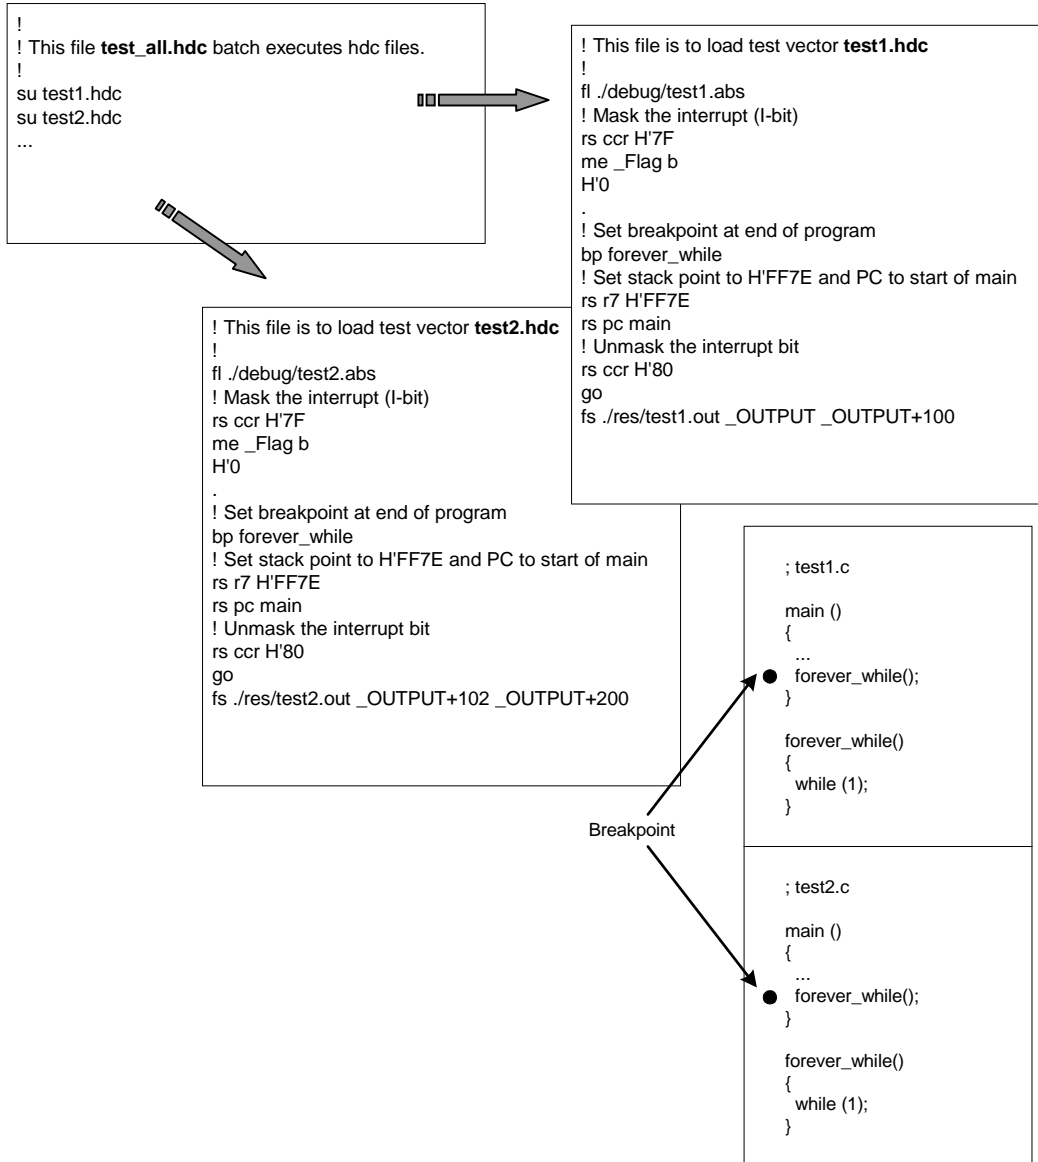 !
! This file test_all.hdc batch executes hdc files.
!
su test1.hdc
su test2.hdc
...
! This file is to load test vector test1.hdc
!
fl ./debug/test1.abs
! Mask the interrupt (I-bit)
rs ccr H'7F
me _Flag b
H'0
.
! Set breakpoint at end of program
bp forever_while
! Set stack point to H'FF7E and PC to start of main
rs r7 H'FF7E
rs pc main
! Unmask the interrupt bit
rs ccr H'80
go
fs ./res/test1.out _OUTPUT _OUTPUT+100
! This file is to load test vector test2.hdc
!
fl ./debug/test2.abs
! Mask the interrupt (I-bit)
rs ccr H'7F
me _Flag b
H'0
.
! Set breakpoint at end of program
bp forever_while
! Set stack point to H'FF7E and PC to start of main
rs r7 H'FF7E
rs pc main
! Unmask the interrupt bit
rs ccr H'80
go
fs ./res/test2.out _OUTPUT+102 _OUTPUT+200
Breakpoint
; test1.c
main ()
{
...
forever_while();
}
forever_while()
{
while (1);
}
; test2.c
main ()
{
...
forever_while();
}
forever_while()
{
while (1);
}